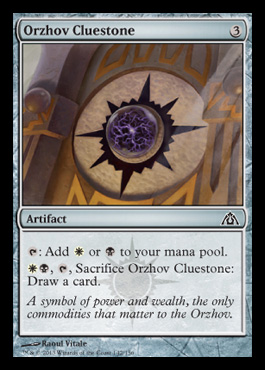 Orzhov Cluestone 3
Artifact
: Add or to your mana pool.
, , Sacrifice Orzhov Cluestone:
Draw a card.
A symbol of power and wealth, the only
commodities that matter to the Orzhov.
Raoul Vitale